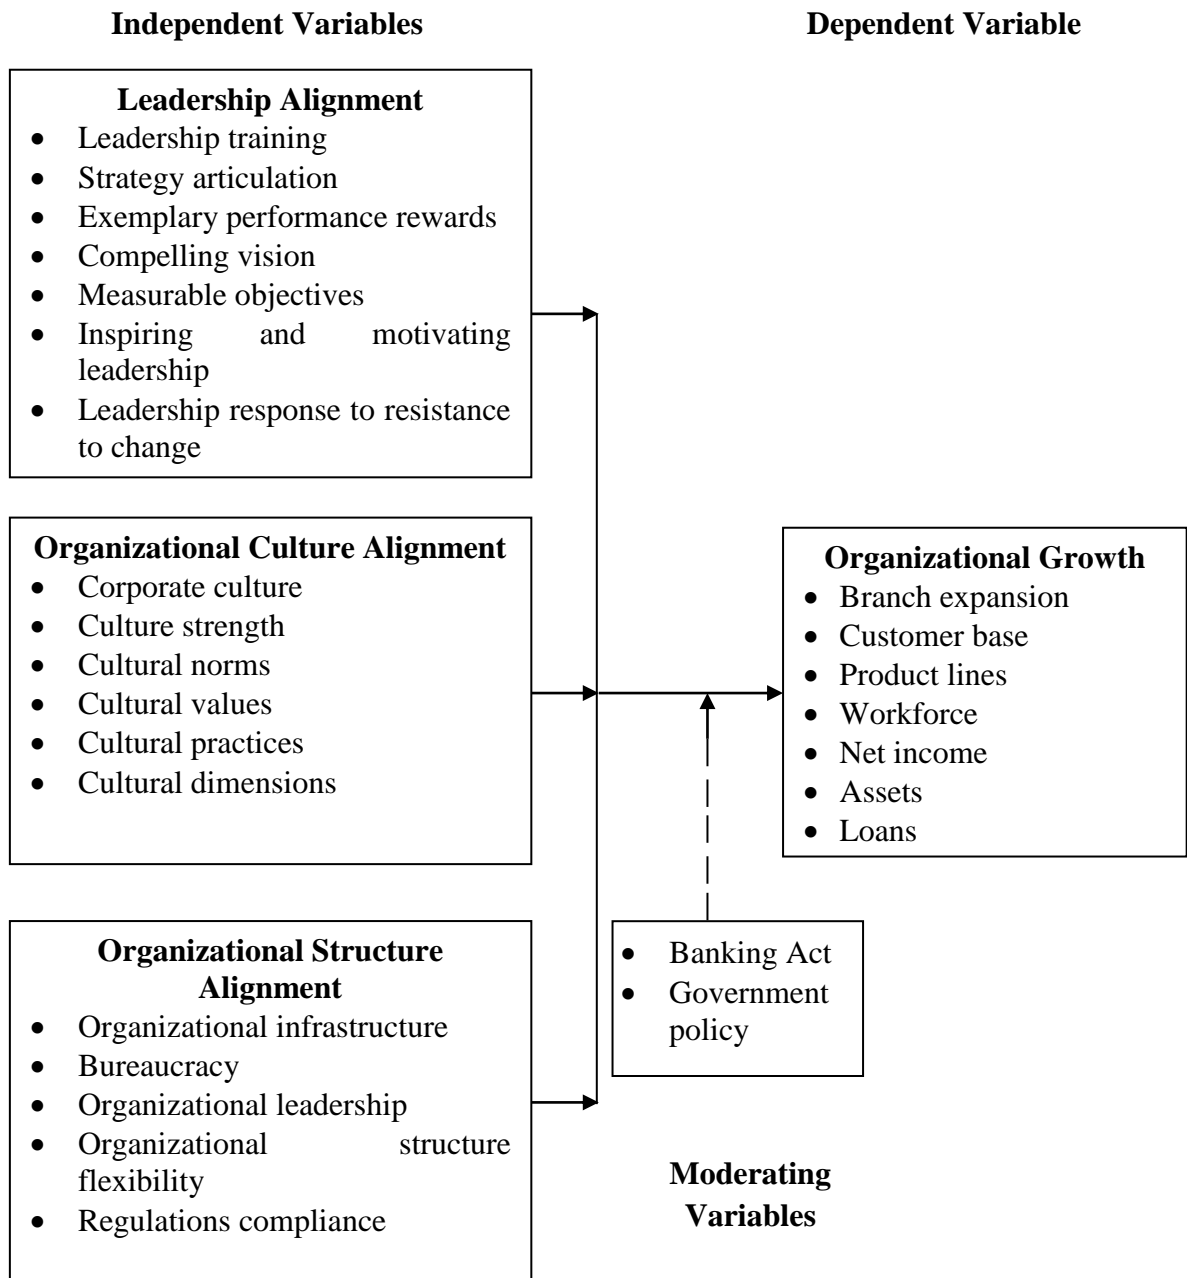 Independent Variables
Dependent Variable
Leadership Alignment
• Leadership training
• Strategy articulation
• Exemplary performance rewards
• Compelling vision
• Measurable objectives
• Inspiring and motivating
leadership
• Leadership response to resistance
to change
Organizational Culture Alignment
• Corporate culture
• Culture strength
• Cultural norms
• Cultural values
• Cultural practices
• Cultural dimensions
Organizational Growth
• Branch expansion
• Customer base
• Product lines
• Workforce
• Net income
• Assets
• Loans
Organizational Structure
Alignment
• Organizational infrastructure
• Bureaucracy
• Organizational leadership
• Organizational structure
flexibility
• Regulations compliance
• Banking Act
• Government
policy
Moderating
Variables